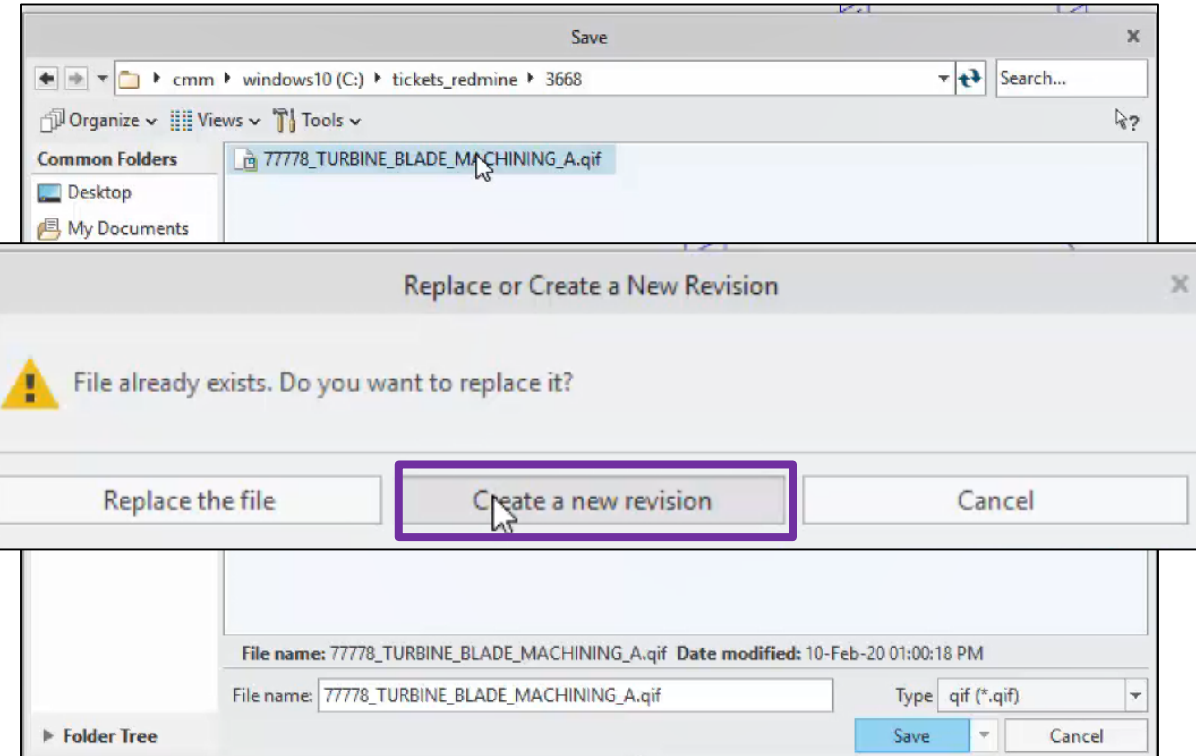 Save
cmm windows10 (C:) tickets_redmine 3668 Search...
Organize Views Tools
Common Folders 77778_TURBINE_BLADE_MACHINING_A.qif
Desktop
My Documents
Replace or Create a New Revision
File already exists. Do you want to replace it?
Replace the file Create a new revision Cancel
File name: 77778_TURBINE_BLADE_MACHINING_A.qif Date modified: 10-Feb-20 01:00:18 PM
File name: 77778_TURBINE_BLADE_MACHINING_A.qif Type qif (*.qif)
Folder Tree Save Cancel